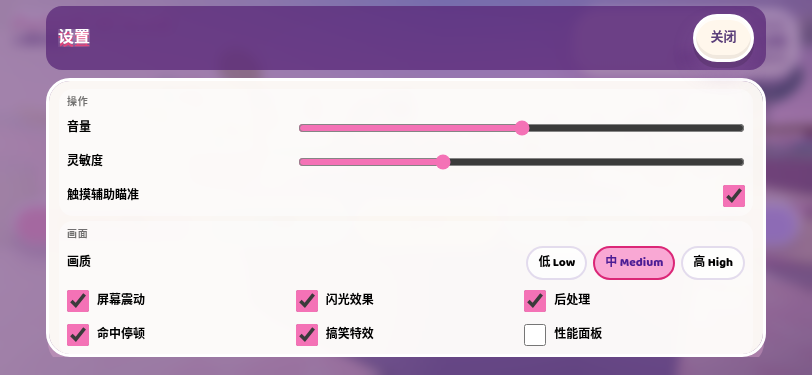 设置
关闭
操作
音量
灵敏度
触摸辅助瞄准
画面
画质 低 Low 中 Medium 高 High
屏幕震动 闪光效果 后处理
命中停顿 搞笑特效 性能面板